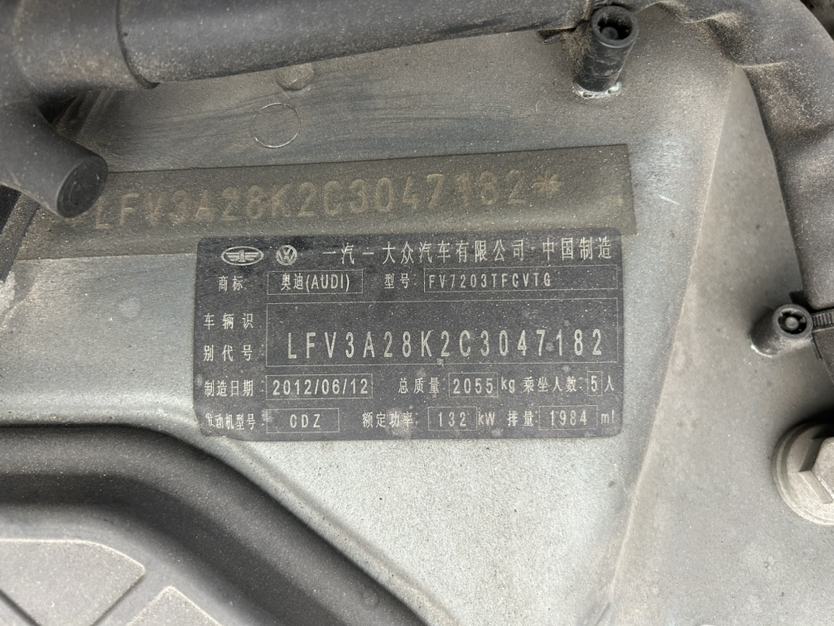 LFV3A28K2C3047182*
一汽一大众汽车有限公司·中国制造
商标 奥迪(AUDI) 型号: FV7203TFCVTG
车辆识别代号 LFV3A28K2C3047182
制造日期: 2012/06/12 总质量 2055 kg 乘坐人数: 5 人
发动机型号: CDZ 额定功率: 132 kW 排量: 1984 ml